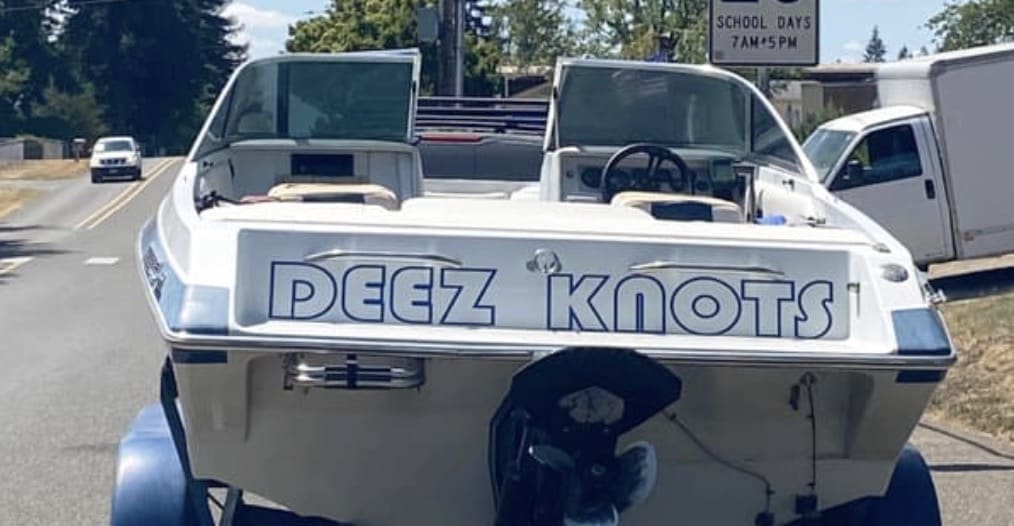 SCHOOL DAYS
7AM-5PM
DEEZ KNOTS